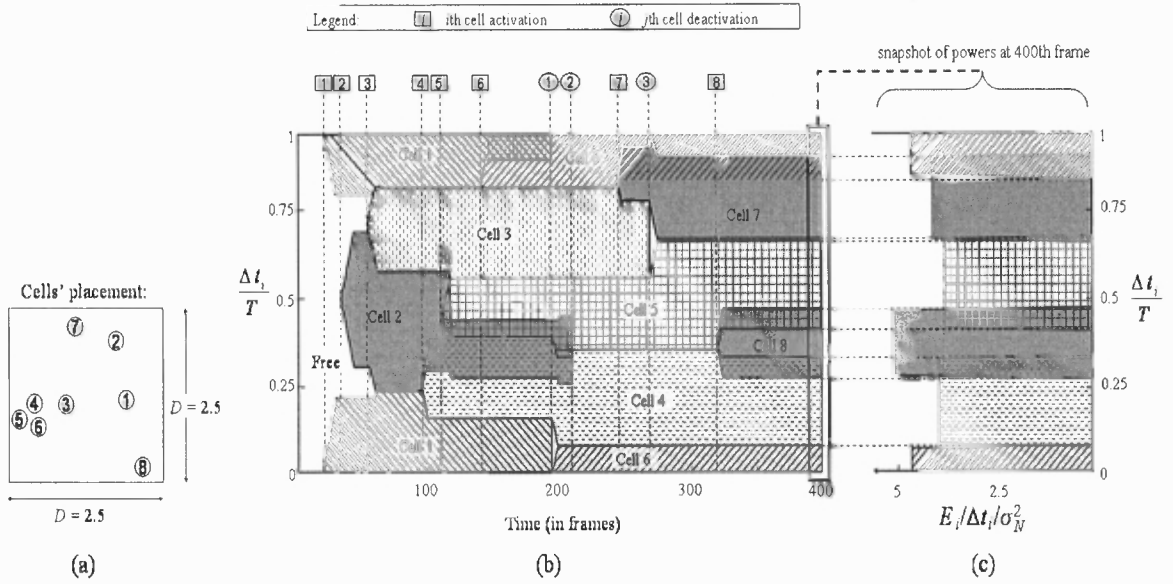 Legend: i ith cell activation j jth cell deactivation
snapshot of powers at 400th frame
1 2 3 4 5 6 1 2 7 3 8
1
0.75
0.5
0.25
0
Δt_i
T
Cell 1
Cell 3
Cell 7
Cell 2
Cell 5
Free
Cell 8
Cell 4
Cell 1
Cell 6
100 200 300 400
Time (in frames)
(b)
Cells' placement:
7 2
4 3 1
5 6
8
D = 2.5
D = 2.5
(a)
1
0.75
0.5
0.25
0
Δt_i
T
5 2.5
E_i/Δt_i/σ_N^2
(c)